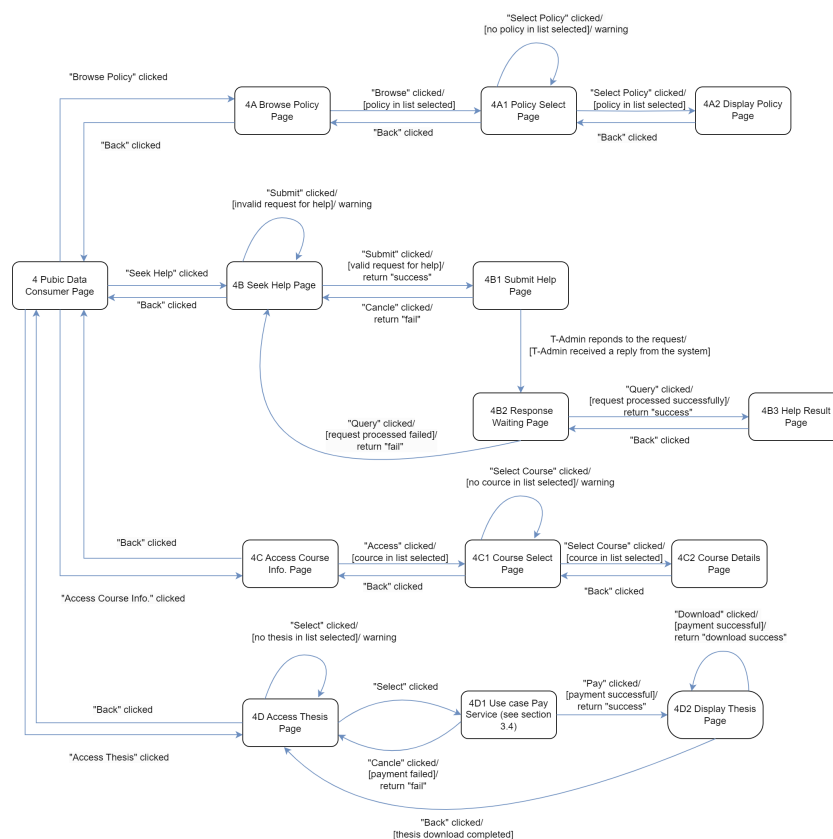 "Select Policy" clicked/
[no policy in list selected]/ warning
"Browse Policy" clicked
4A Browse Policy
Page
"Browse" clicked/
[policy in list selected]
4A1 Policy Select
Page
"Select Policy" clicked/
[policy in list selected]
4A2 Display Policy
Page
"Back" clicked
"Back" clicked
"Back" clicked
"Submit" clicked/
[invalid request for help]/ warning
4 Pubic Data
Consumer Page
"Seek Help" clicked
"Back" clicked
4B Seek Help Page
"Submit" clicked/
[valid request for help]/
return "success"
"Cancle" clicked/
return "fail"
4B1 Submit Help
Page
T-Admin reponds to the request/
[T-Admin received a reply from the system]
"Query" clicked/
[request processed failed]/
return "fail"
4B2 Response
Waiting Page
"Query" clicked/
[request processed successfully]/
return "success"
"Back" clicked
4B3 Help Result
Page
"Select Course" clicked/
[no cource in list selected]/ warning
"Back" clicked
4C Access Course
Info. Page
"Access" clicked/
[cource in list selected]
"Back" clicked
4C1 Course Select
Page
"Select Course" clicked/
[cource in list selected]
"Back" clicked
4C2 Course Details
Page
"Access Course Info." clicked
"Select" clicked/
[no thesis in list selected]/ warning
"Download" clicked/
[payment successful]/
return "download success"
"Back" clicked
4D Access Thesis
Page
"Select" clicked
4D1 Use case Pay
Service (see section
3.4)
"Pay" clicked/
[payment successful]/
return "success"
4D2 Display Thesis
Page
"Access Thesis" clicked
"Cancle" clicked/
[payment failed]/
return "fail"
"Back" clicked/
[thesis download completed]